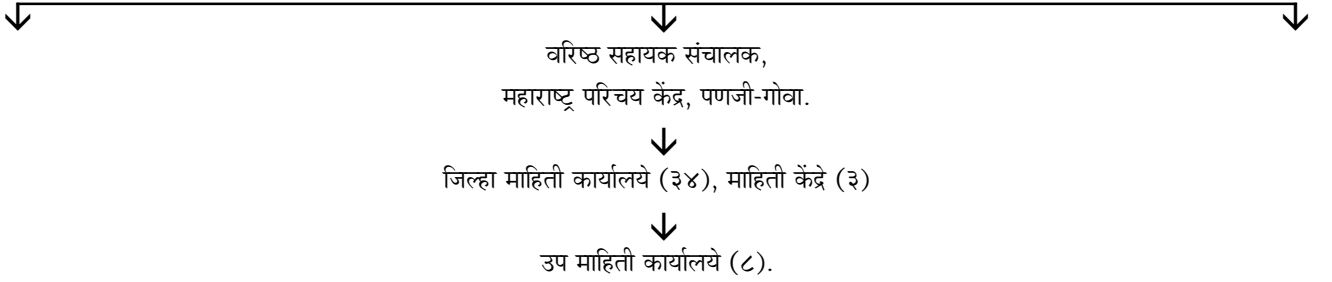 वरिष्ठ सहायक संचालक,
महाराष्ट्र परिचय केंद्र, पणजी-गोवा.
जिल्हा माहिती कार्यालये (३४), माहिती केंद्रे (३)
उप माहिती कार्यालये (८).